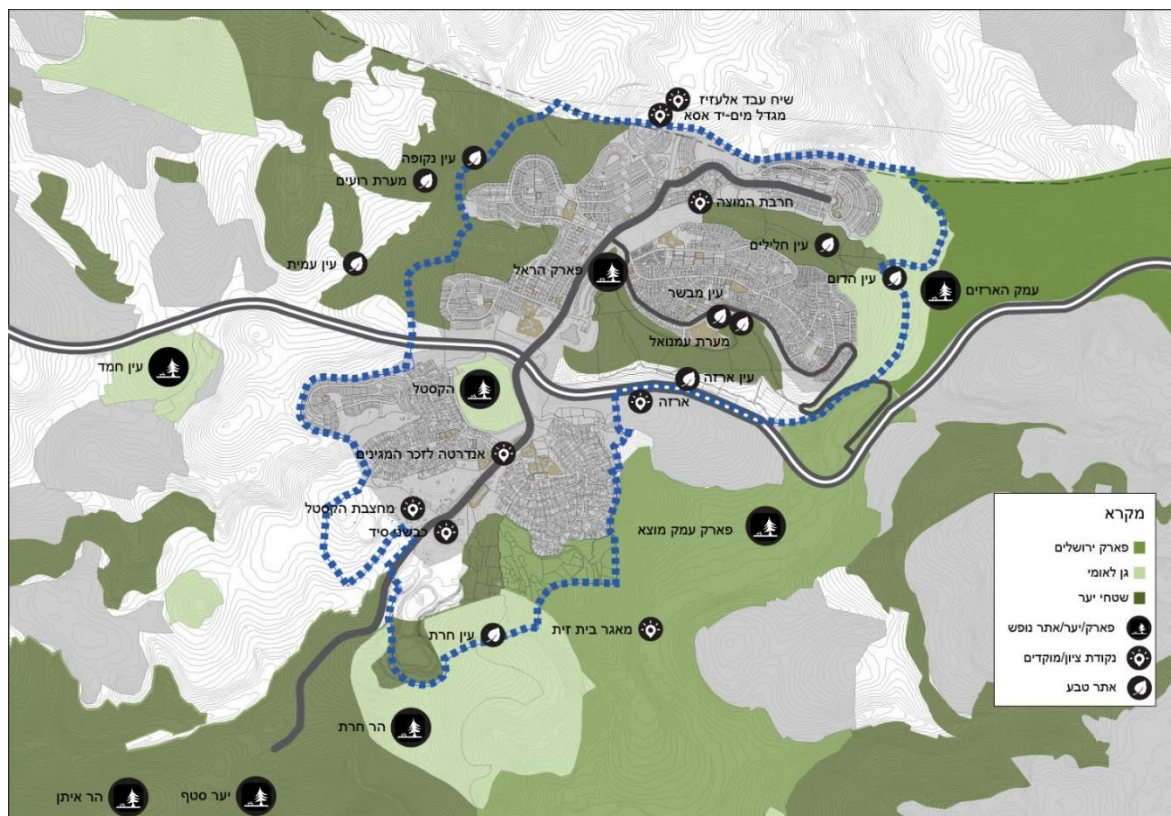 שיח עבד אלעזיז
מגדל מים-יד אסא
עין נקופה
מערת רועים
חרבת המוצה
עין חלילים
עין עמית
פארק הראל
עין הדום
עמק הארזים
עין מבשר
מערת עמנואל
עין חמד
הקסטל
עין ארזה
ארזה
אנדרטה לזכר המגינים
מחצבת הקסטל
כבשני סיד
פארק עמק מוצא
עין חרת
מאגר בית זית
הר חרת
יער סטף
הר איתן
מקרא
פארק ירושלים
גן לאומי
שטחי יער
פארק/יער/אתר נופש
נקודת ציון/מוקדים
אתר טבע